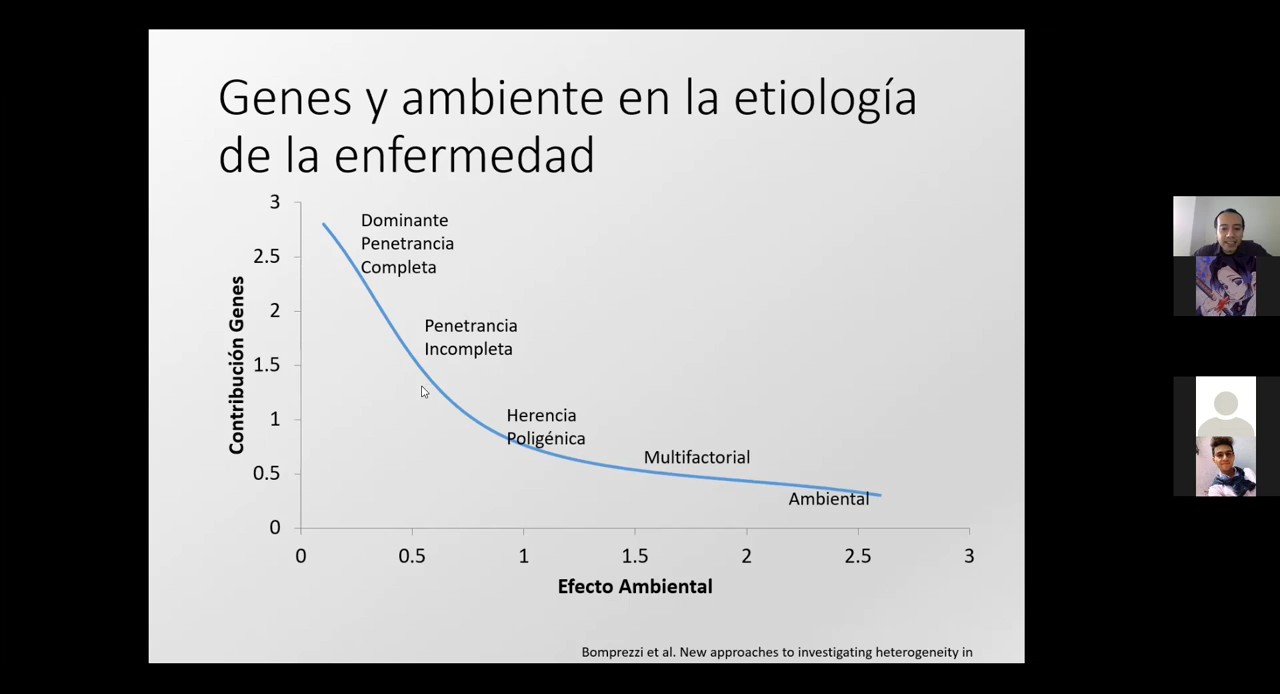 Genes y ambiente en la etiología
de la enfermedad
3
2.5
2
1.5
1
0.5
0
Contribución Genes
Dominante
Penetrancia
Completa
Penetrancia
Incompleta
Herencia
Poligénica
Multifactorial
Ambiental
0 0.5 1 1.5 2 2.5 3
Efecto Ambiental
Bomprezzi et al. New approaches to investigating heterogeneity in